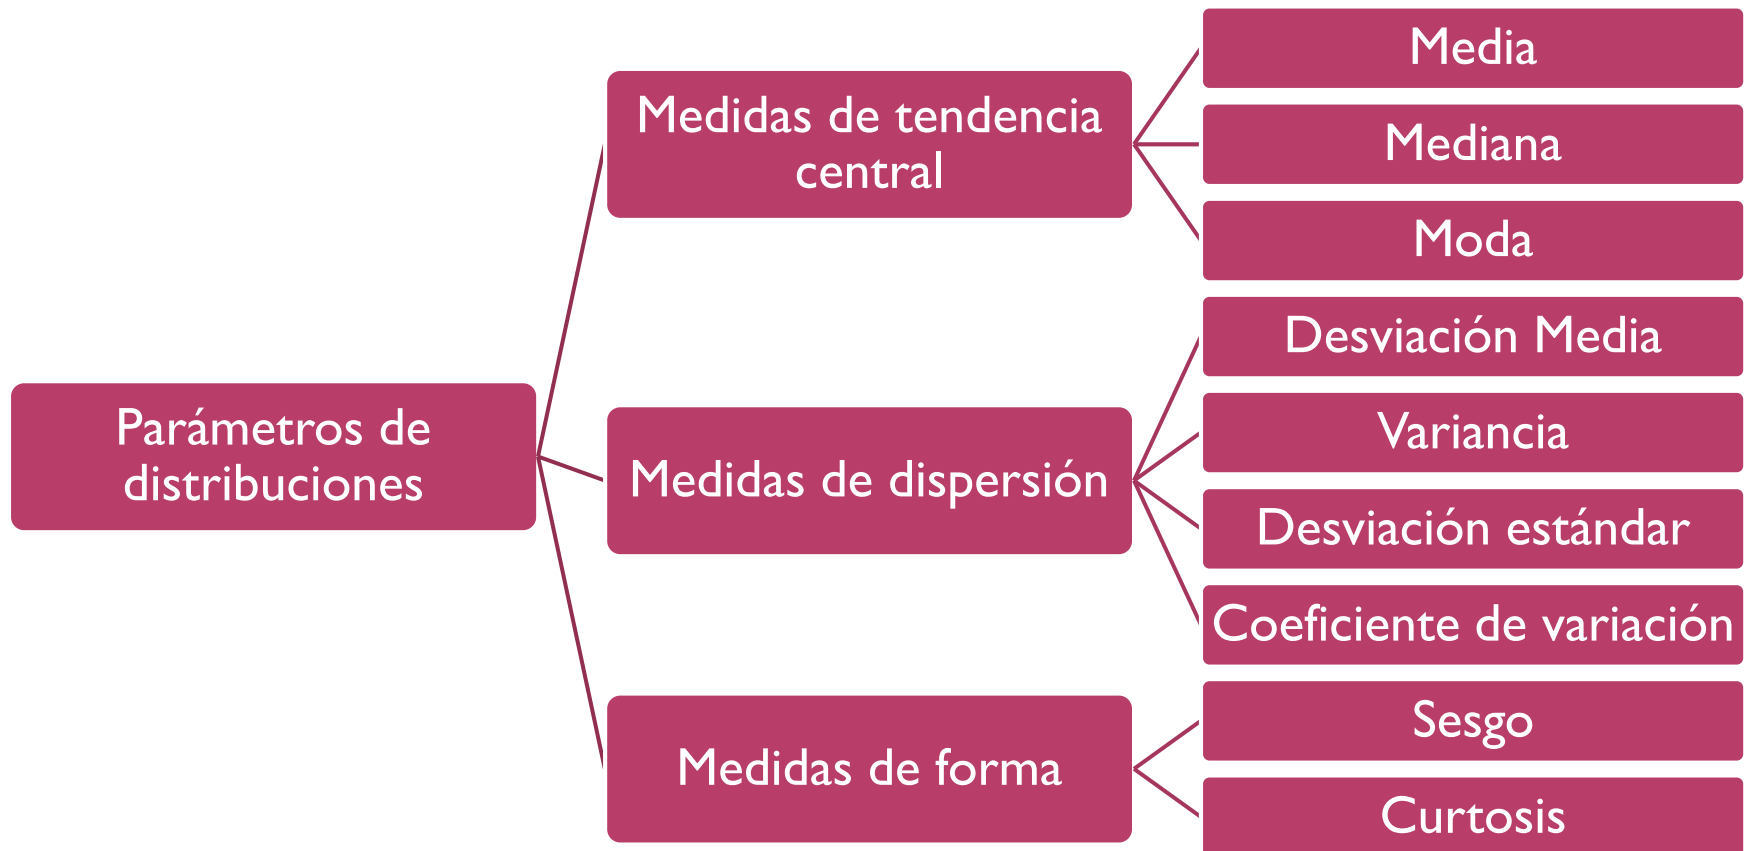 Parámetros de
distribuciones
Medidas de tendencia
central
Media
Mediana
Moda
Medidas de dispersión
Desviación Media
Variancia
Desviación estándar
Coeficiente de variación
Medidas de forma
Sesgo
Curtosis